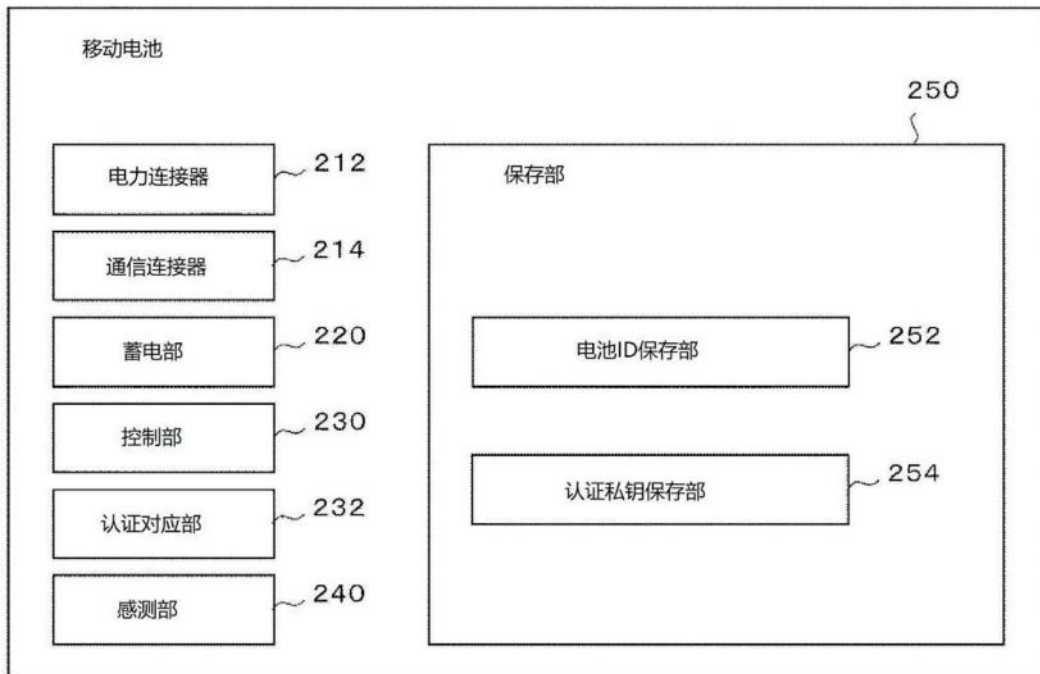 移动电池
250
电力连接器 212
保存部
通信连接器 214
蓄电部 220
电池ID保存部 252
控制部 230
认证私钥保存部 254
认证对应部 232
感测部 240